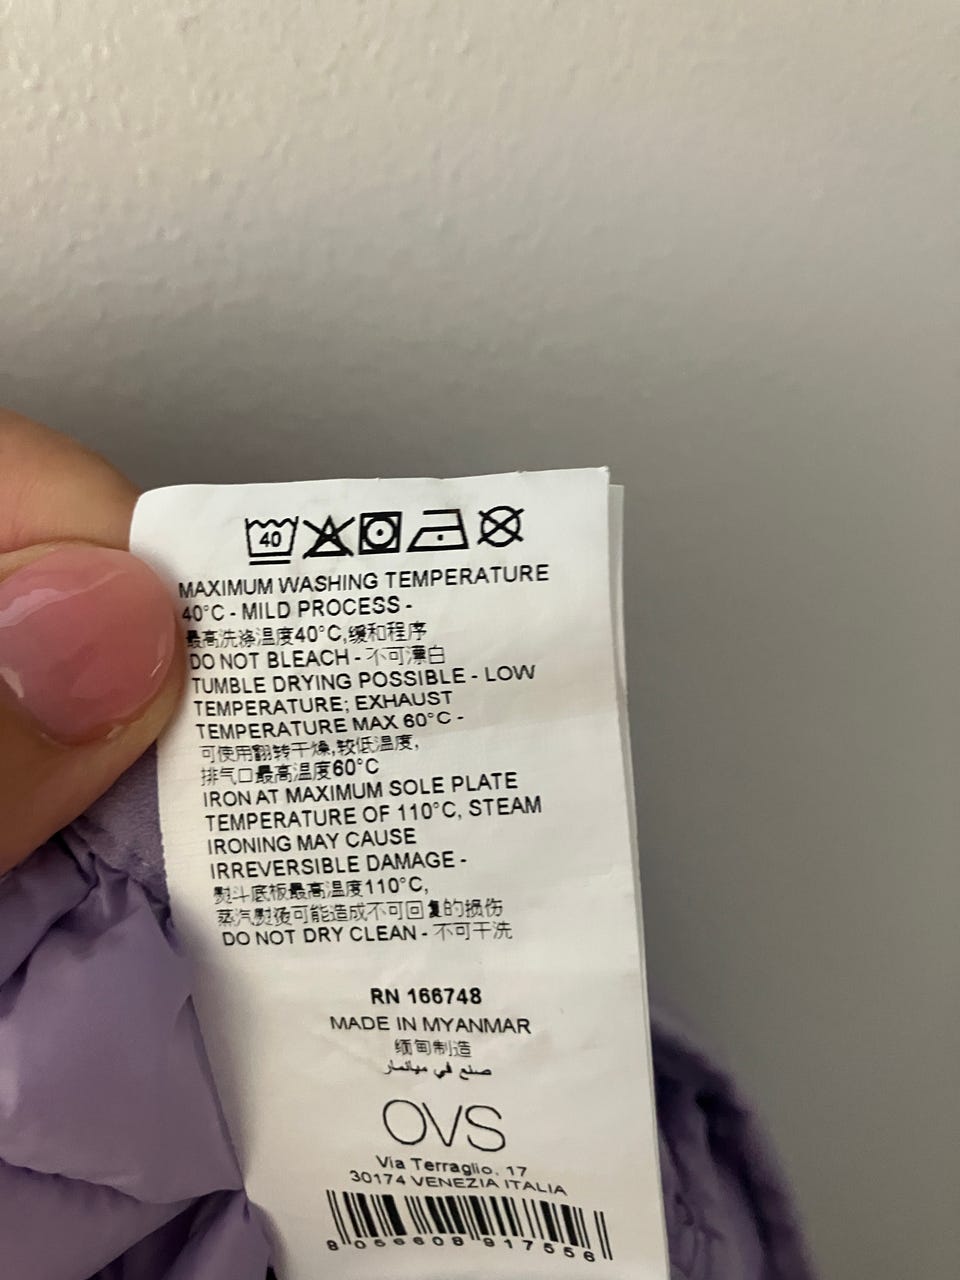 40
MAXIMUM WASHING TEMPERATURE
40°C - MILD PROCESS -
最高洗涤温度40°C,缓和程序
DO NOT BLEACH - 不可漂白
TUMBLE DRYING POSSIBLE - LOW
TEMPERATURE; EXHAUST
TEMPERATURE MAX 60°C -
可使用翻转干燥,较低温度,
排气口最高温度60°C
IRON AT MAXIMUM SOLE PLATE
TEMPERATURE OF 110°C, STEAM
IRONING MAY CAUSE
IRREVERSIBLE DAMAGE -
熨斗底板最高温度110°C,
蒸汽熨烫可能造成不可回复的损伤
DO NOT DRY CLEAN - 不可干洗
RN 166748
MADE IN MYANMAR
缅甸制造
صنع في ميانمار
OVS
Via Terraglio, 17
30174 VENEZIA ITALIA
8056608917556